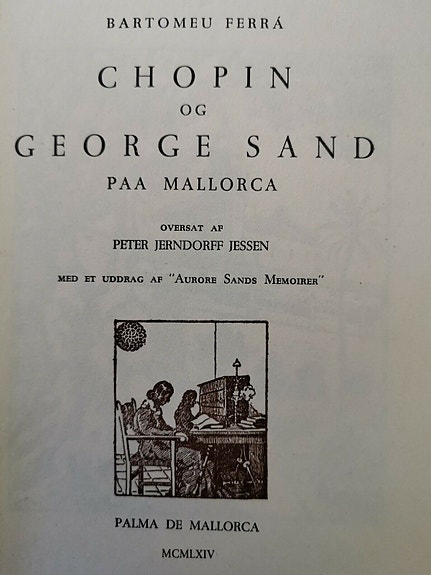 BARTOMEU FERRÁ
CHOPIN
OG
GEORGE SAND
PAA MALLORCA
OVERSAT AF
PETER JERNDORFF JESSEN
MED ET UDDRAG AF "AURORE SANDS MEMOIRER"
PALMA DE MALLORCA
MCMLXIV